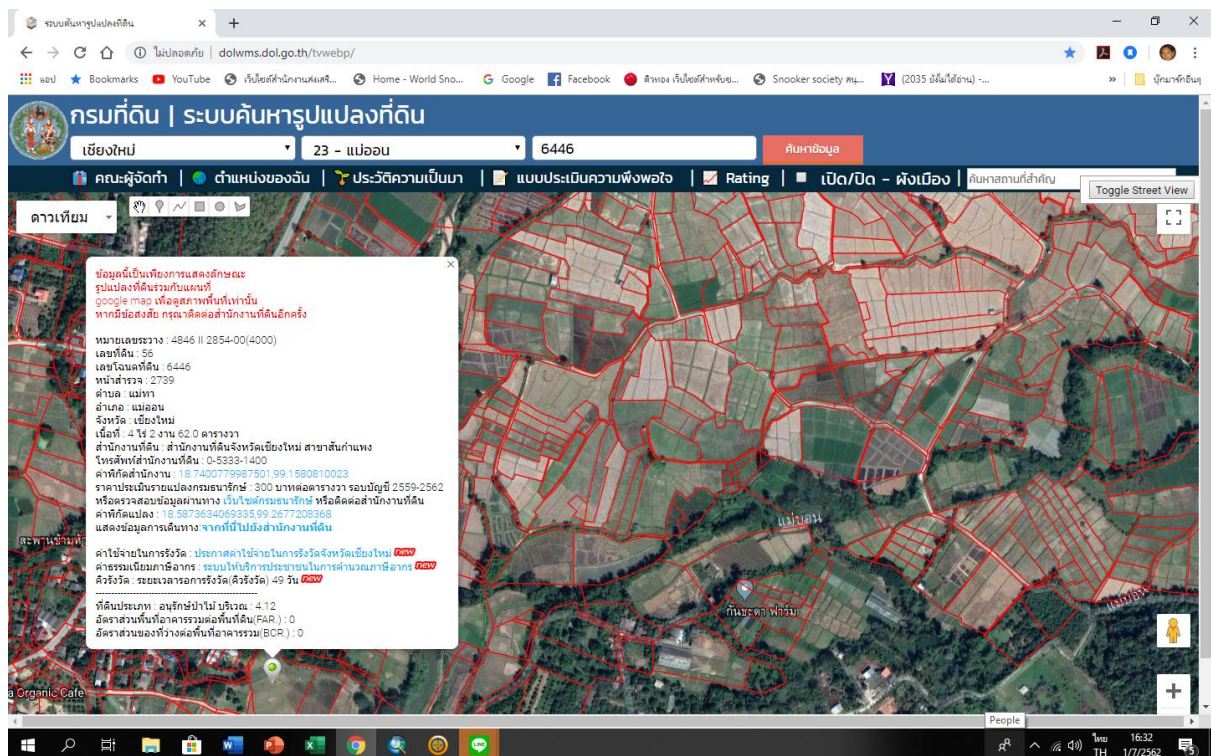 ระบบค้นหารูปแปลงที่ดิน
ไม่ปลอดภัย | dolwms.dol.go.th/tvwebp/
แอป
Bookmarks
YouTube
Home - World Sno...
Google
Facebook
Snooker society สนุ...
บุ๊กมาร์กอื่นๆ
กรมที่ดิน | ระบบค้นหารูปแปลงที่ดิน
เชียงใหม่
23 - แม่ออน
6446
ค้นหาข้อมูล
คณะผู้จัดทำ | ตำแหน่งของฉัน | ประวัติความเป็นมา | แบบประเมินความพึงพอใจ | Rating | เปิด/ปิด - ผังเมือง |
ค้นหาสถานที่สำคัญ
Toggle Street View
ดาวเทียม
ข้อมูลนี้เป็นเพียงการแสดงลักษณะ
รูปแปลงที่ดินร่วมกับแผนที่
google map เพื่อดูสภาพพื้นที่เท่านั้น
หากมีข้อสงสัย กรุณาติดต่อสำนักงานที่ดินอีกครั้ง
หมายเลขระวาง : 4846 II 2854-00(4000)
เลขที่ดิน : 56
เลขโฉนดที่ดิน : 6446
หน้าสำรวจ : 2739
ตำบล : แม่ทา
อำเภอ : แม่ออน
จังหวัด : เชียงใหม่
เนื้อที่ : 4 ไร่ 2 งาน 62.0 ตารางวา
สำนักงานที่ดิน : สำนักงานที่ดินจังหวัดเชียงใหม่ สาขาสันกำแพง
โทรศัพท์สำนักงานที่ดิน : 0-5333-1400
ค่าพิกัดสำนักงาน : 18.7400779987501,99.1580810023
ราคาประเมินรายแปลงกรมธนารักษ์ : 300 บาทต่อตารางวา รอบบัญชี 2559-2562
หรือตรวจสอบข้อมูลผ่านทาง เว็บไซต์กรมธนารักษ์ หรือติดต่อสำนักงานที่ดิน
ค่าพิกัดแปลง : 18.5873634069335,99.2677208368
แสดงข้อมูลการเดินทาง:จากที่นี่ไปยังสำนักงานที่ดิน
ค่าใช้จ่ายในการรังวัด : ประกาศค่าใช้จ่ายในการรังวัดจังหวัดเชียงใหม่ new
ค่าธรรมเนียมภาษีอากร : ระบบให้บริการประชาชนในการคำนวณภาษีอากร new
คิวรังวัด : ระยะเวลารอการรังวัด(คิวรังวัด) 49 วัน new
ที่ดินประเภท : อนุรักษ์ป่าไม้ บริเวณ : 4.12
อัตราส่วนพื้นที่อาคารรวมต่อพื้นที่ดิน(FAR.) : 0
อัตราส่วนของที่ว่างต่อพื้นที่อาคารรวม(BCR.) : 0
แม่บอน
แม่บอน
กันชะตา ฟาร์ม
a Organic Cafe
People
ไทย
TH
16:32
1/7/2562